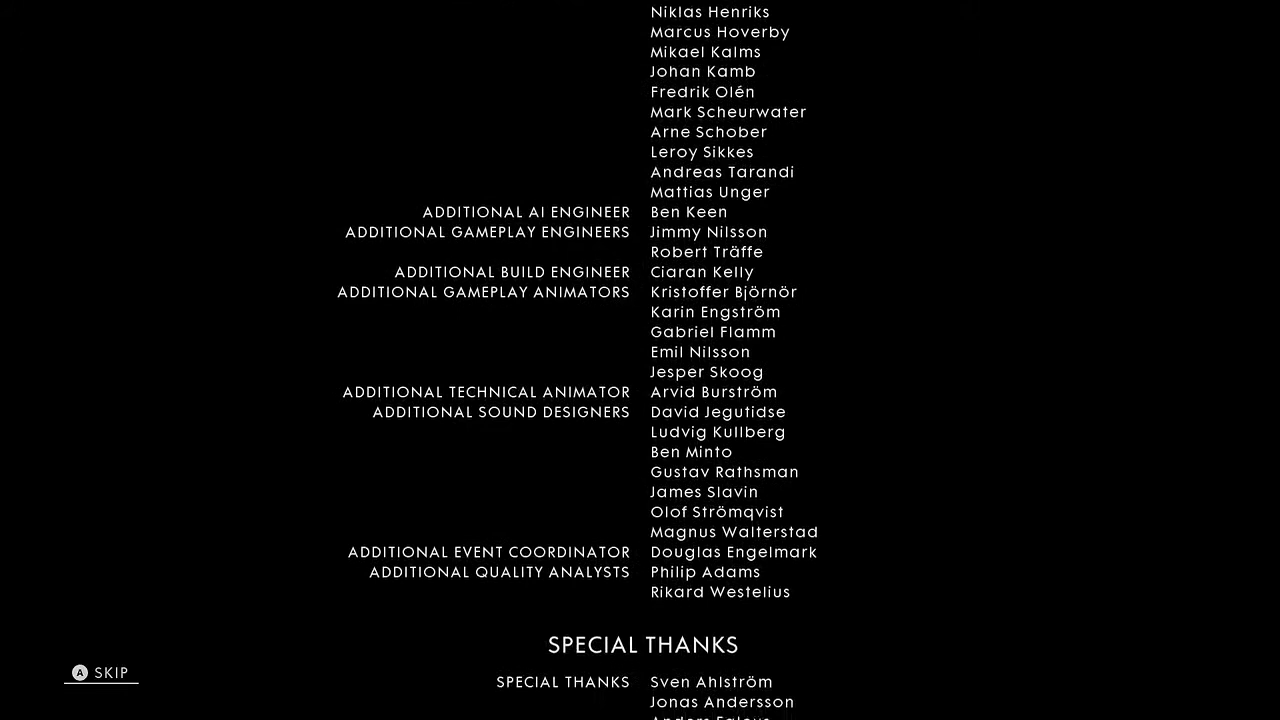 Niklas Henriks
Marcus Hoverby
Mikael Kalms
Johan Kamb
Fredrik Olén
Mark Scheurwater
Arne Schober
Leroy Sikkes
Andreas Tarandi
Mattias Unger
ADDITIONAL AI ENGINEER Ben Keen
ADDITIONAL GAMEPLAY ENGINEERS Jimmy Nilsson
Robert Träffe
ADDITIONAL BUILD ENGINEER Ciaran Kelly
ADDITIONAL GAMEPLAY ANIMATORS Kristoffer Björnör
Karin Engström
Gabriel Flamm
Emil Nilsson
Jesper Skoog
ADDITIONAL TECHNICAL ANIMATOR Arvid Burström
ADDITIONAL SOUND DESIGNERS David Jegutidse
Ludvig Kullberg
Ben Minto
Gustav Rathsman
James Slavin
Olof Strömqvist
Magnus Walterstad
ADDITIONAL EVENT COORDINATOR Douglas Engelmark
ADDITIONAL QUALITY ANALYSTS Philip Adams
Rikard Westelius
SPECIAL THANKS
A SKIP
SPECIAL THANKS Sven Ahlström
Jonas Andersson